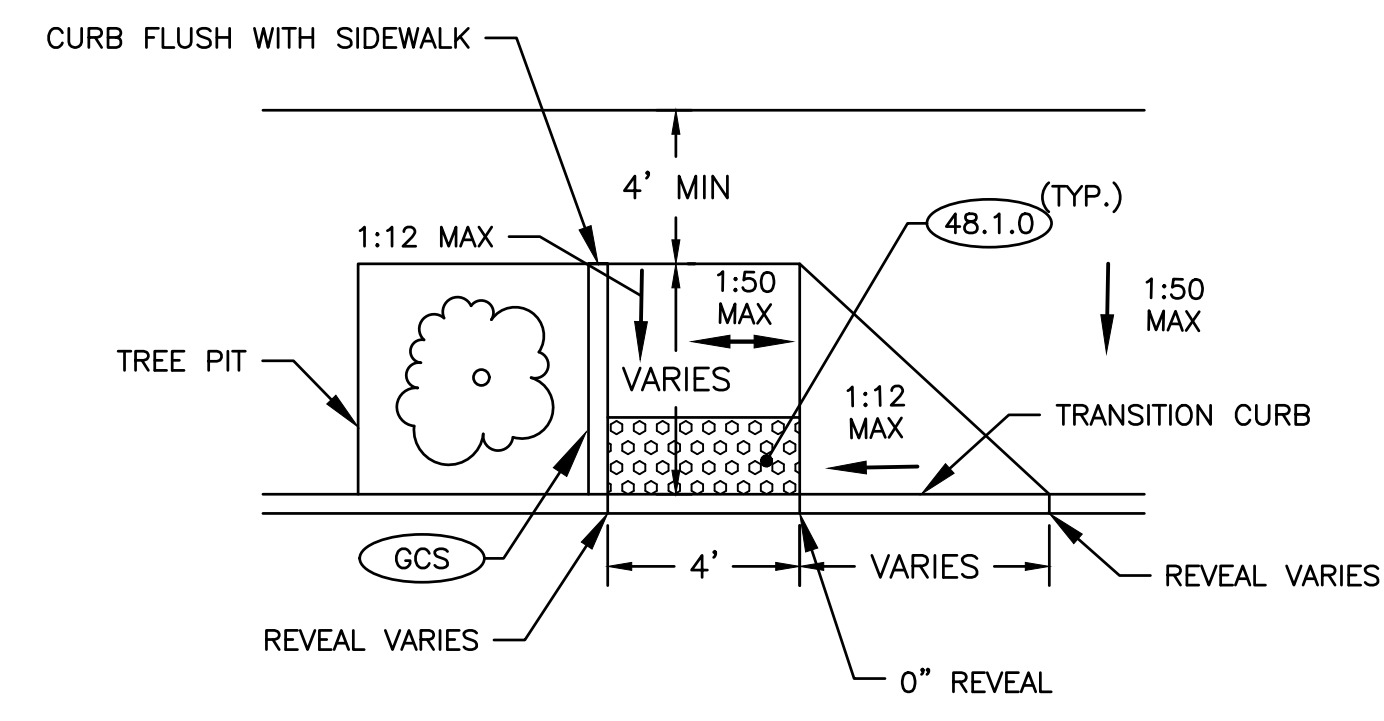 CURB FLUSH WITH SIDEWALK
4' MIN
(TYP.)
48.1.0
1:12 MAX
1:50
MAX
1:50
MAX
TREE PIT
VARIES
1:12
MAX
TRANSITION CURB
GCS
4'
VARIES
REVEAL VARIES
REVEAL VARIES
0" REVEAL